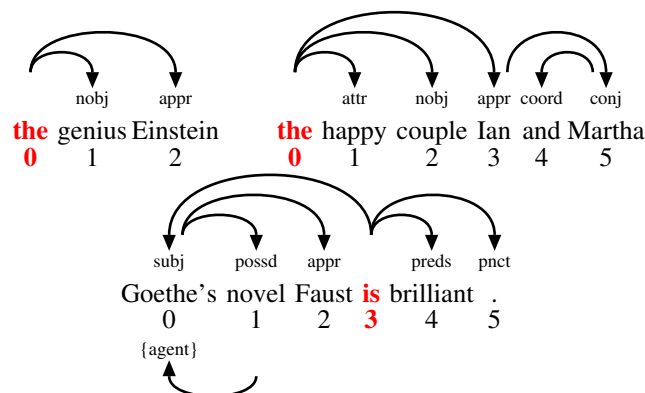 nobj appr
the genius Einstein
0 1 2
attr nobj appr coord conj
the happy couple Ian and Martha
0 1 2 3 4 5
subj possd appr preds pnct
Goethe's novel Faust is brilliant .
0 1 2 3 4 5
{agent}